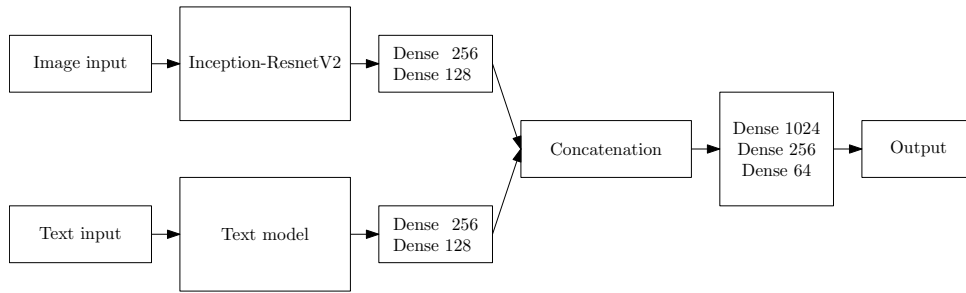 Image input
Inception-ResnetV2
Dense 256
Dense 128
Text input
Text model
Dense 256
Dense 128
Concatenation
Dense 1024
Dense 256
Dense 64
Output